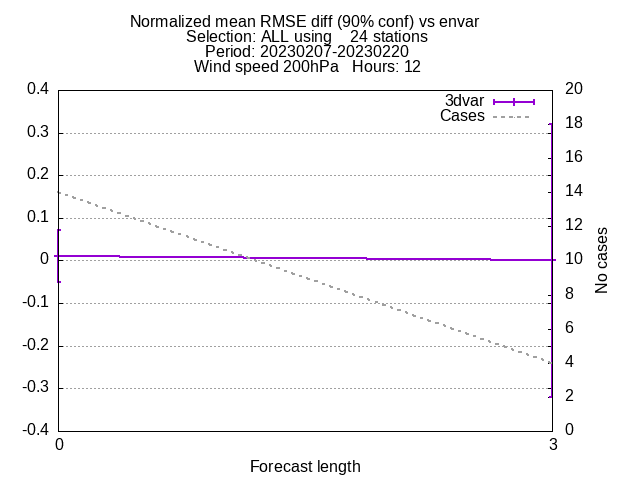 Normalized mean RMSE diff (90% conf) vs envar
Selection: ALL using    24 stations
Period: 20230207-20230220
Wind speed 200hPa   Hours: 12
3dvar
Cases
0.4
0.3
0.2
0.1
0
-0.1
-0.2
-0.3
-0.4
20
18
16
14
12
10
8
6
4
2
0
No cases
0
3
Forecast length